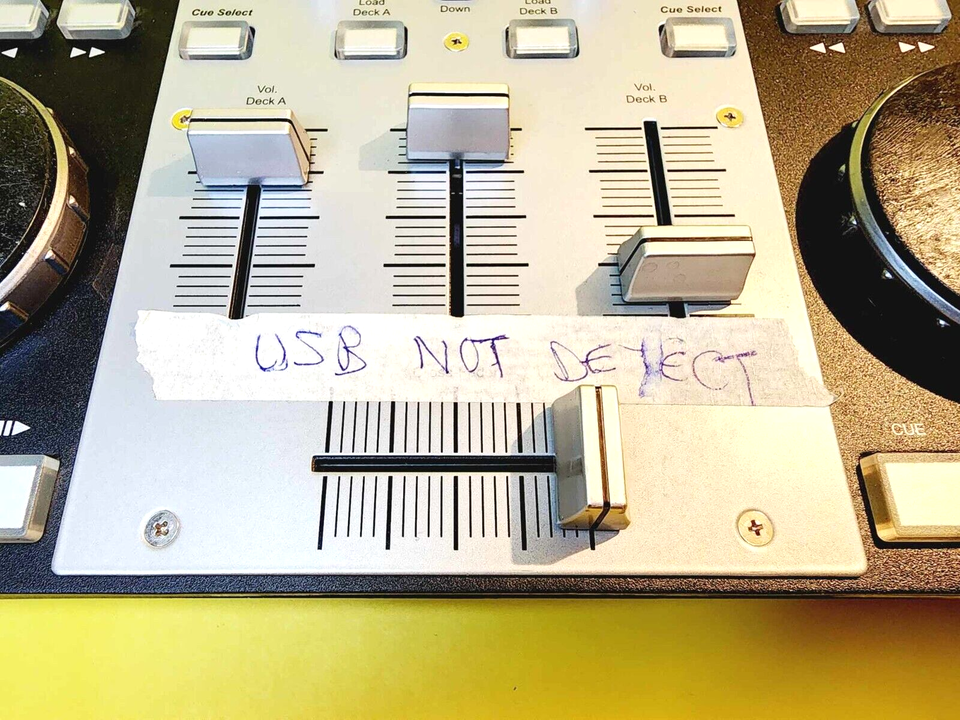 Cue Select
Load
Deck A
Down
Load
Deck B
Cue Select
Vol.
Deck A
Vol.
Deck B
USB NOT DETECT
CUE